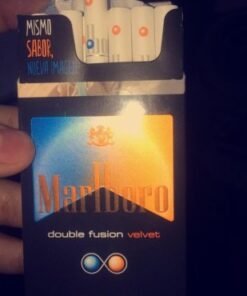 MISMO
SABOR,
NUEVA IMAGEN
Marlboro
double fusion velvet